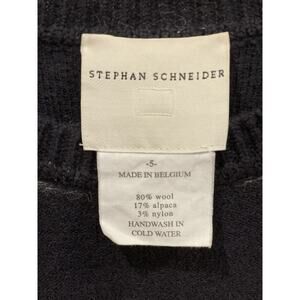 STEPHAN SCHNEIDER
-5-
MADE IN BELGIUM
80% wool
17% alpaca
3% nylon
HANDWASH IN
COLD WATER